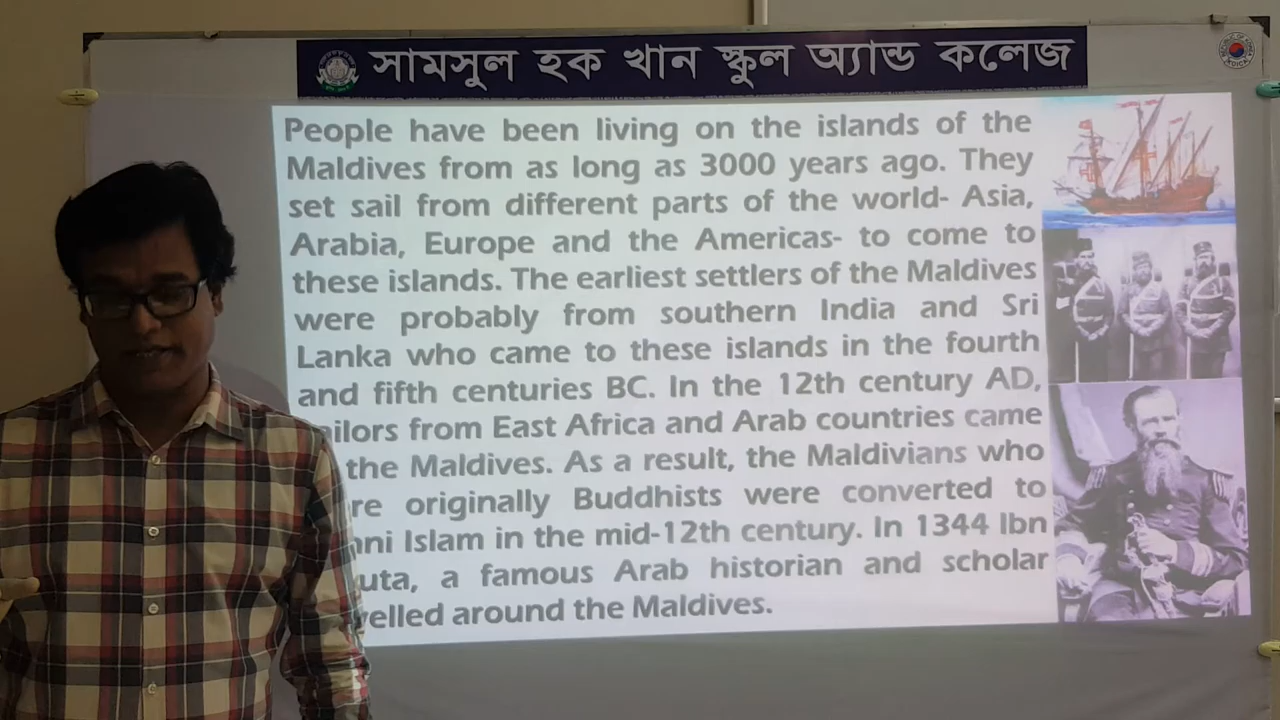 সামসুল হক খান স্কুল অ্যান্ড কলেজ
People have been living on the islands of the
Maldives from as long as 3000 years ago. They
set sail from different parts of the world- Asia,
Arabia, Europe and the Americas- to come to
these islands. The earliest settlers of the Maldives
were probably from southern India and Sri
Lanka who came to these islands in the fourth
and fifth centuries BC. In the 12th century AD,
ailors from East Africa and Arab countries came
the Maldives. As a result, the Maldivians who
re originally Buddhists were converted to
nni Islam in the mid-12th century. In 1344 Ibn
uta, a famous Arab historian and scholar
velled around the Maldives.